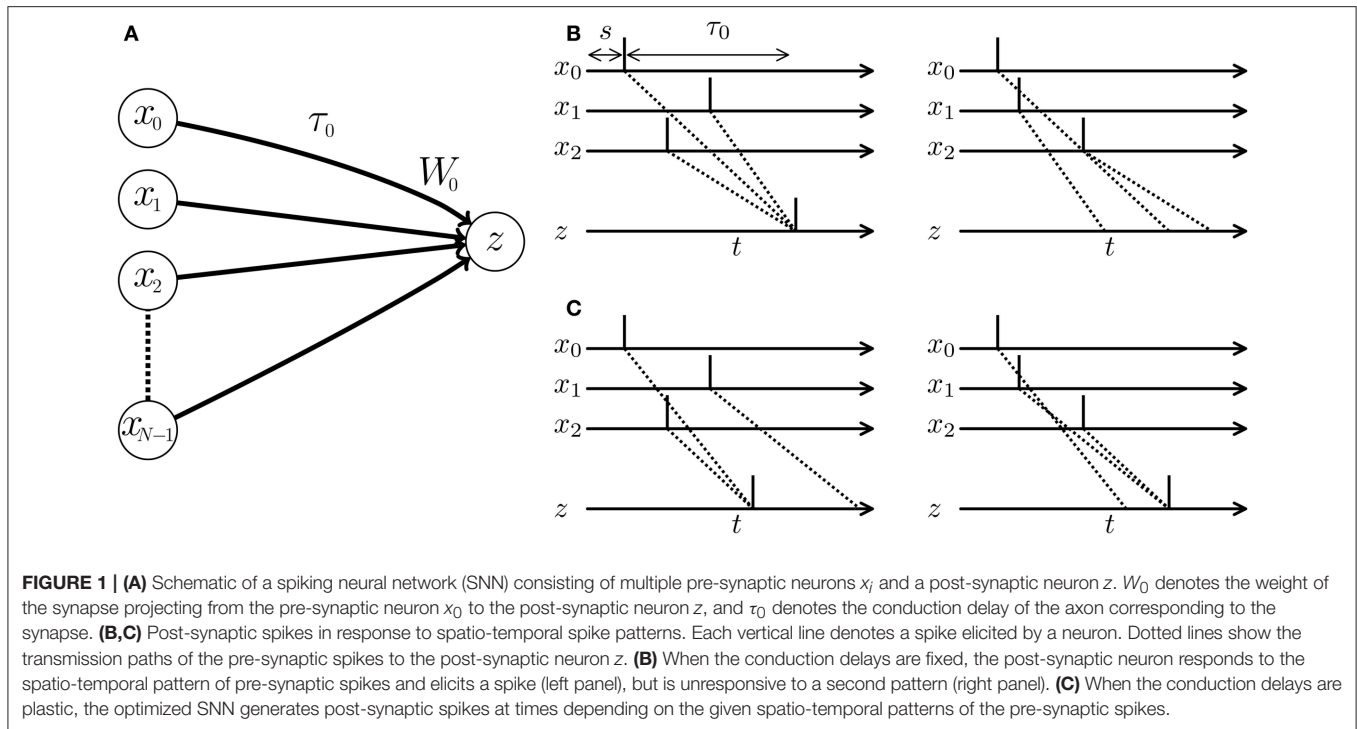 A
x₀
x₁
x₂
x_{N−1}
τ₀
W₀
z
B
s
τ₀
x₀
x₁
x₂
z
t
x₀
x₁
x₂
z
t
C
x₀
x₁
x₂
z
t
x₀
x₁
x₂
z
t
FIGURE 1 | (A) Schematic of a spiking neural network (SNN) consisting of multiple pre-synaptic neurons xᵢ and a post-synaptic neuron z. W₀ denotes the weight of
the synapse projecting from the pre-synaptic neuron x₀ to the post-synaptic neuron z, and τ₀ denotes the conduction delay of the axon corresponding to the
synapse. (B,C) Post-synaptic spikes in response to spatio-temporal spike patterns. Each vertical line denotes a spike elicited by a neuron. Dotted lines show the
transmission paths of the pre-synaptic spikes to the post-synaptic neuron z. (B) When the conduction delays are fixed, the post-synaptic neuron responds to the
spatio-temporal pattern of pre-synaptic spikes and elicits a spike (left panel), but is unresponsive to a second pattern (right panel). (C) When the conduction delays are
plastic, the optimized SNN generates post-synaptic spikes at times depending on the given spatio-temporal patterns of the pre-synaptic spikes.